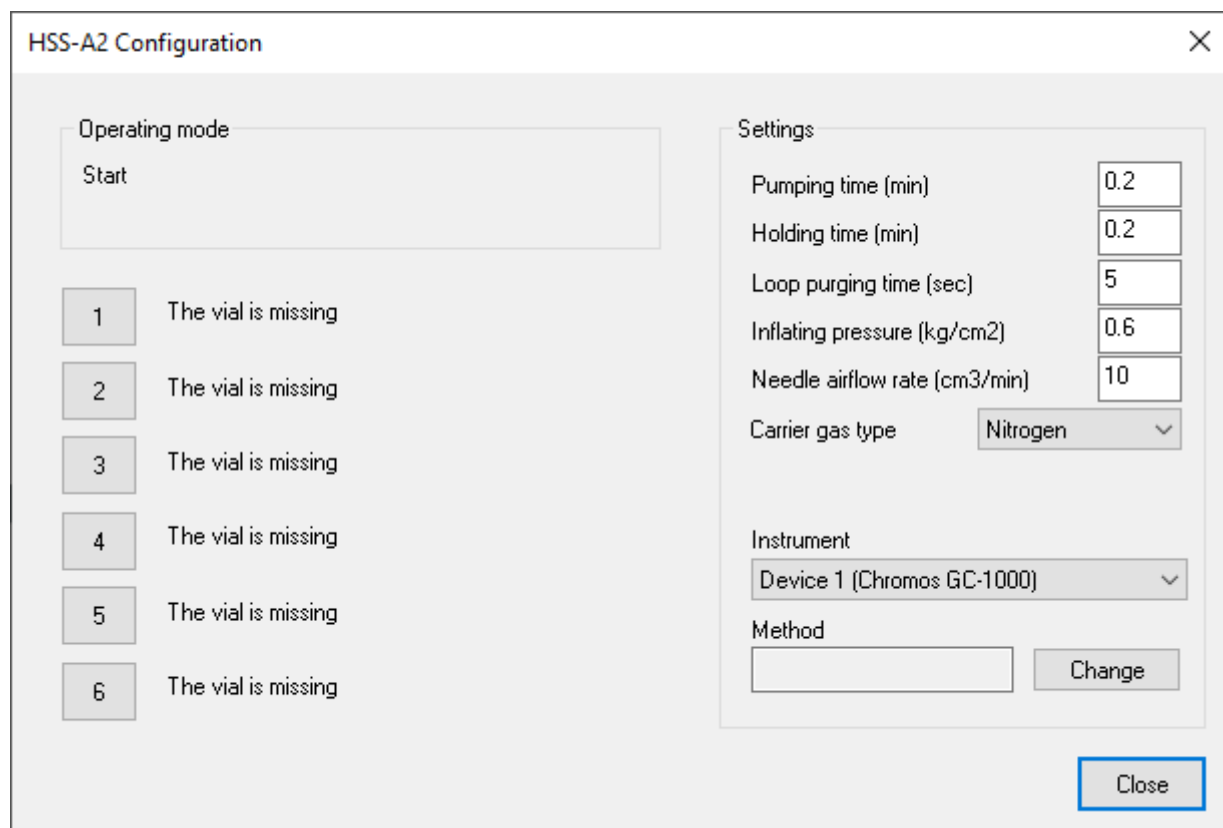 HSS-A2 Configuration
Operating mode
Start
1 The vial is missing
2 The vial is missing
3 The vial is missing
4 The vial is missing
5 The vial is missing
6 The vial is missing
Settings
Pumping time (min) 0.2
Holding time (min) 0.2
Loop purging time (sec) 5
Inflating pressure (kg/cm2) 0.6
Needle airflow rate (cm3/min) 10
Carrier gas type Nitrogen
Instrument
Device 1 (Chromos GC-1000)
Method
Change
Close